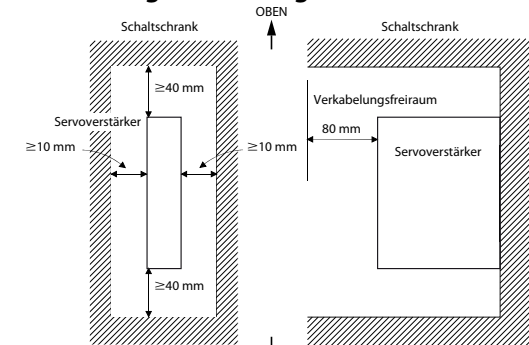 OBEN
Schaltschrank
Schaltschrank
≥40 mm
Verkabelungsfreiraum
Servoverstärker
80 mm
≥10 mm
≥10 mm
Servoverstärker
≥40 mm